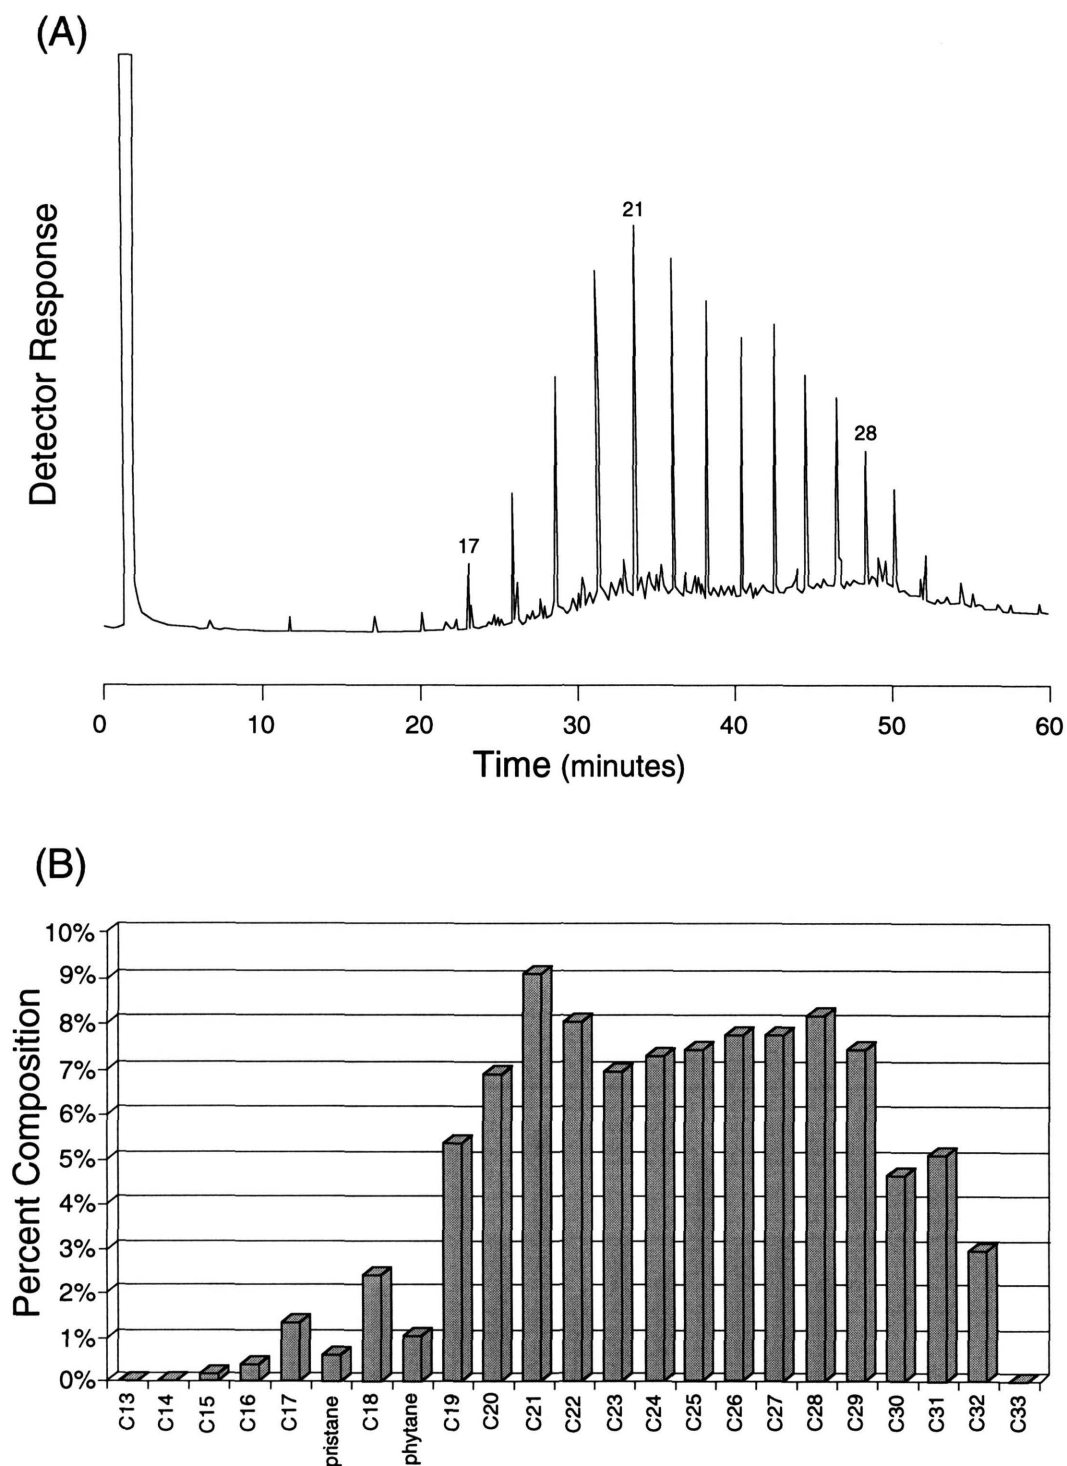 (A)
Detector Response
21
28
17
0 10 20 30 40 50 60
Time (minutes)
(B)
Percent Composition
10%
9%
8%
7%
6%
5%
4%
3%
2%
1%
0%
C13 C14 C15 C16 C17 pristane C18 phytane C19 C20 C21 C22 C23 C24 C25 C26 C27 C28 C29 C30 C31 C32 C33